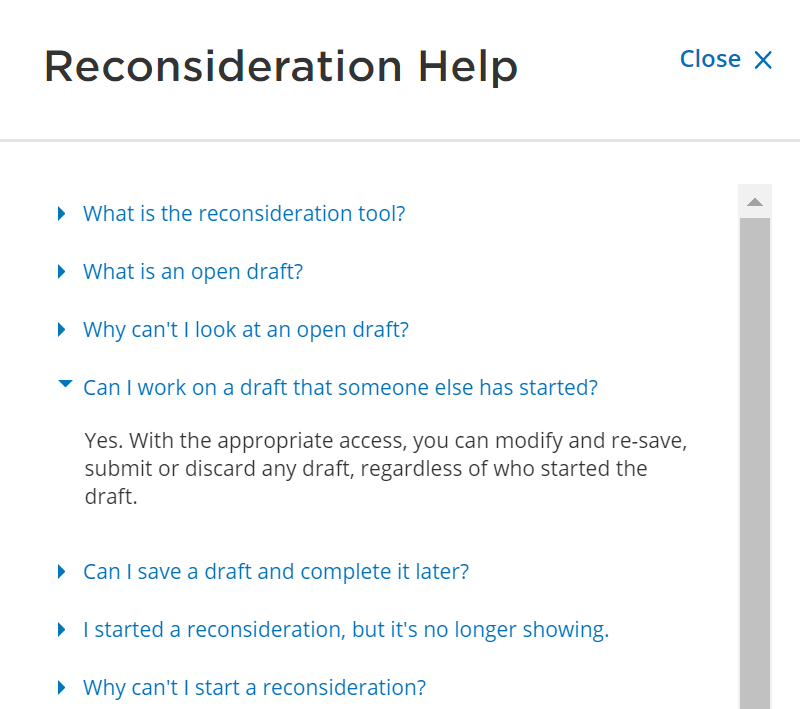 Reconsideration Help
Close
What is the reconsideration tool?
What is an open draft?
Why can't I look at an open draft?
Can I work on a draft that someone else has started?
Yes. With the appropriate access, you can modify and re-save,
submit or discard any draft, regardless of who started the
draft.
Can I save a draft and complete it later?
I started a reconsideration, but it's no longer showing.
Why can't I start a reconsideration?